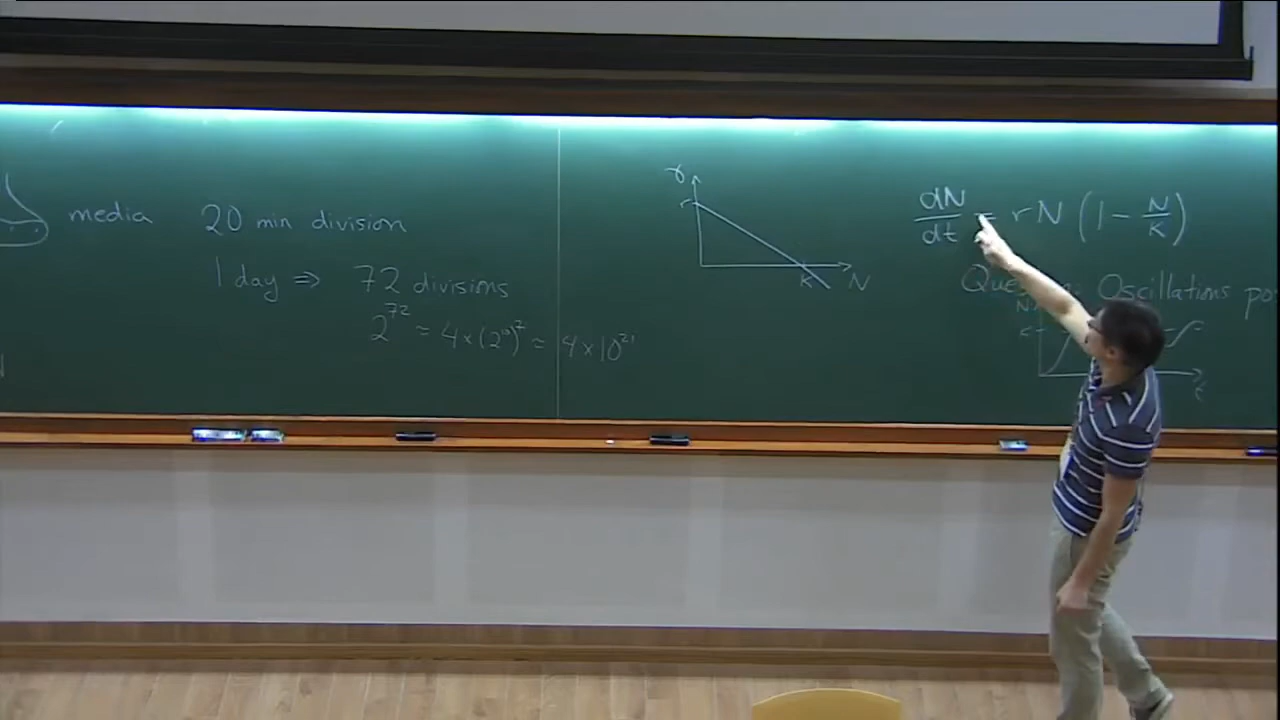 media
20 min division
1 day ⇒ 72 divisions
2^72 ≈ 4×(2^10)^7 ≈ 4×10^21
r
K
N
dN/dt = rN (1 - N/K)
Oscillations
N
K
t